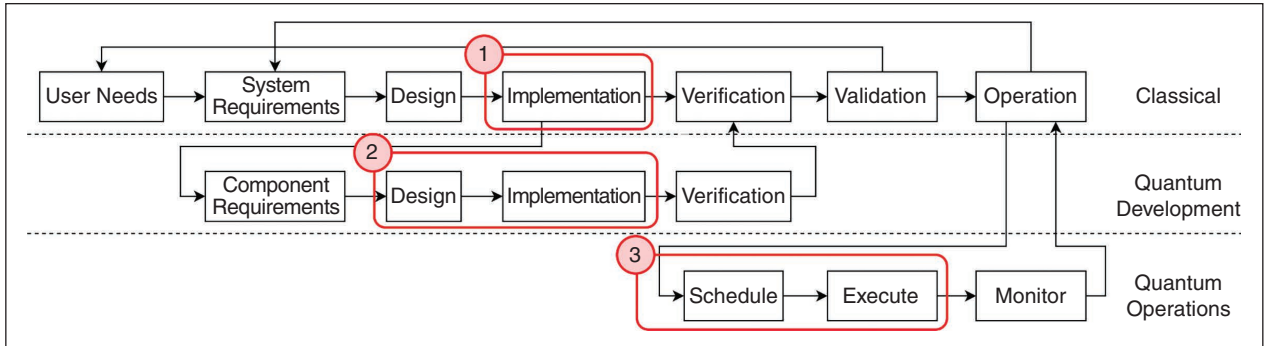 1
User Needs
System
Requirements
Design
Implementation
Verification
Validation
Operation
Classical
2
Component
Requirements
Design
Implementation
Verification
Quantum
Development
3
Schedule
Execute
Monitor
Quantum
Operations